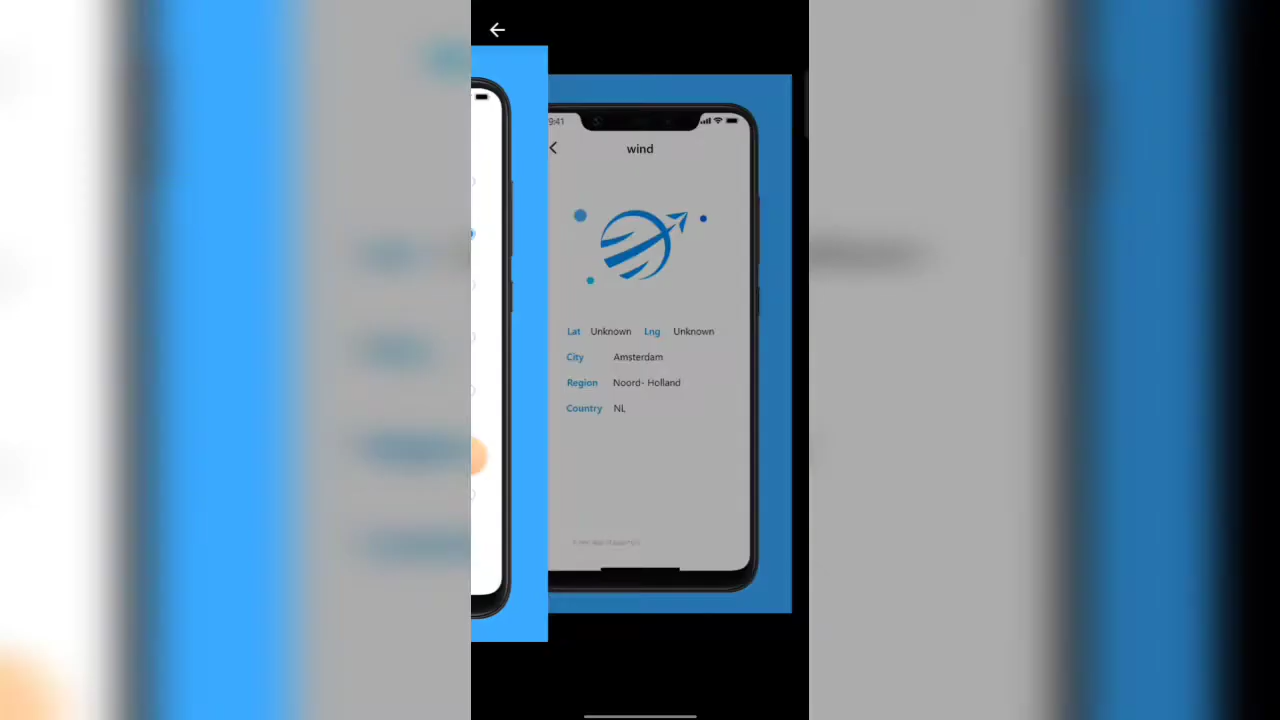 9:41
wind
Lat Unknown Lng Unknown
City Amsterdam
Region Noord- Holland
Country NL